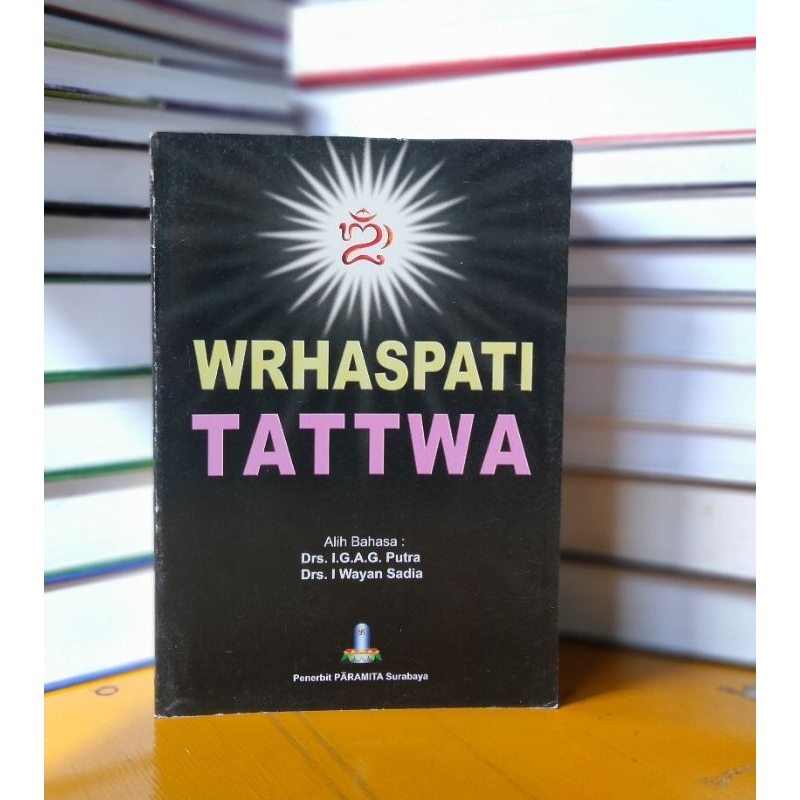 WRHASPATI
TATTWA
Alih Bahasa :
Drs. I.G.A.G. Putra
Drs. I Wayan Sadia
Penerbit PĀRAMITA Surabaya